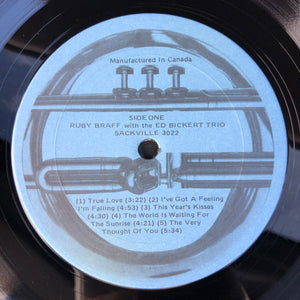 Manufactured In Canada
SIDE ONE
RUBY BRAFF with the ED BICKERT TRIO
SACKVILLE 3022
(1) True Love (3:22) (2) I've Got A Feeling
I'm Falling (4:53) (3) This Year's Kisses
(4:30) (4) The World Is Waiting For
The Sunrise (4:21) (5) The Very
Thought Of You (5:34)